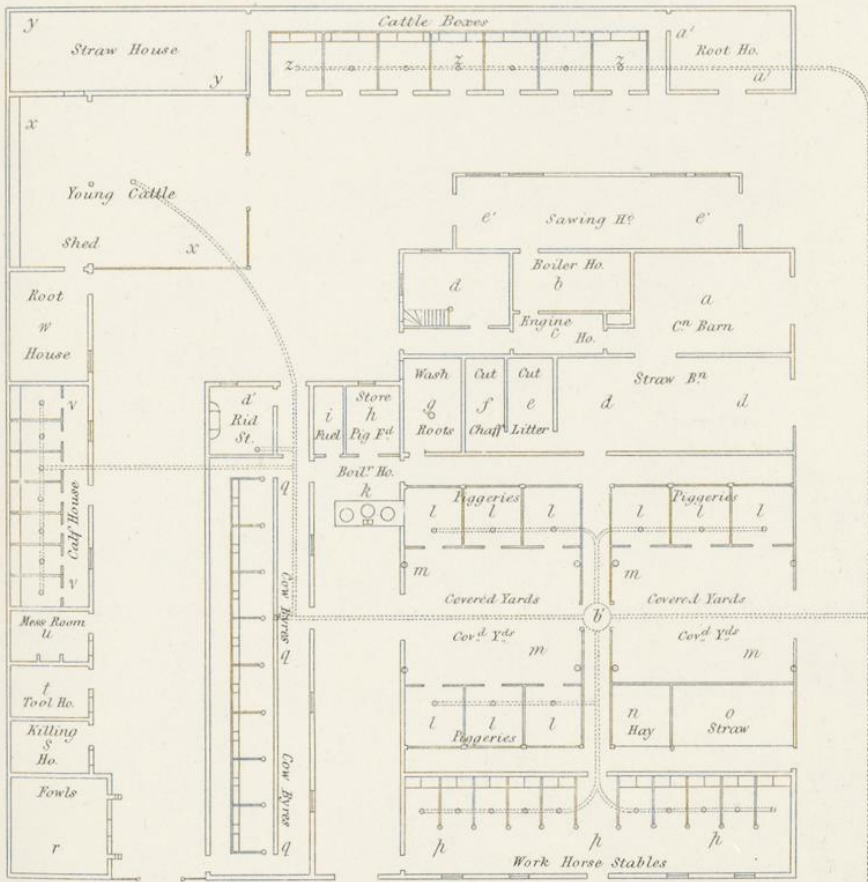 Cattle Boxes
y
Straw House
y
z
z
z
a'
Root Ho.
a'
x
Young Cattle
Shed
x
e'
Sawing Ho.
e'
d
Boiler Ho.
b
a
Cn Barn
Engine
C
Ho.
Root
w
House
Wash
g
Roots
Cut
f
Chaff
Cut
e
Litter
Straw Bn
d
d
d'
Rid
St.
i
Fuel
Store
h
Pig Fd
Boilr Ho.
k
v
Calf House
v
q
Cow Byres
q
Cow Byres
q
Piggeries
l
l
l
Piggeries
l
l
l
m
m
Covered Yards
Covered Yards
b'
Covd Yds
m
Covd Yds
m
l
l
l
Piggeries
n
Hay
o
Straw
Mess Room
u
t
Tool Ho.
Killing
S
Ho.
Fowls
r
p
p
p
Work Horse Stables